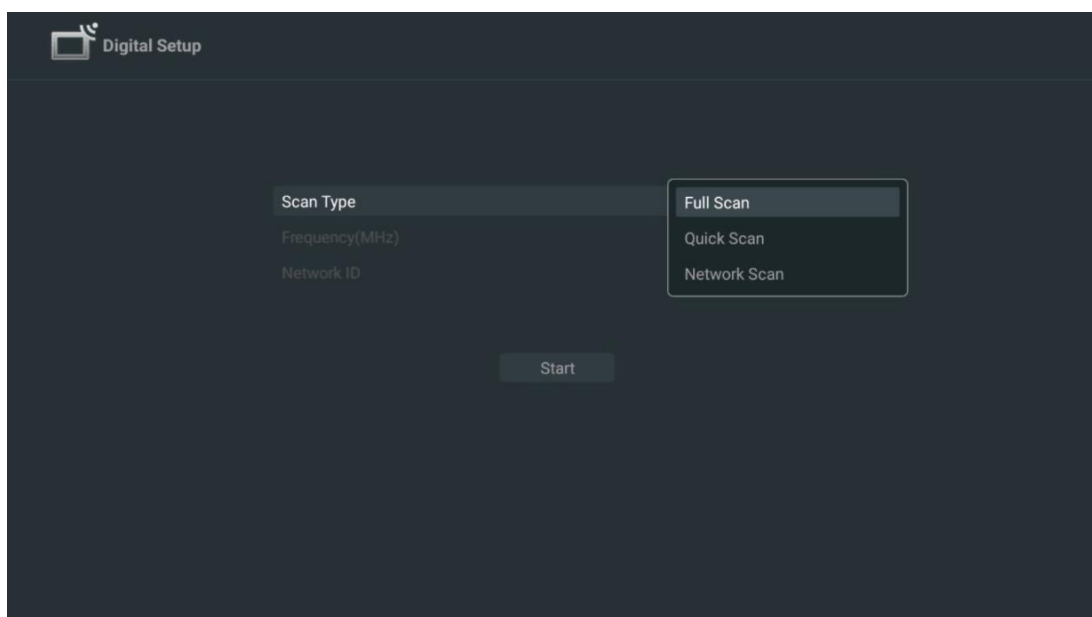 Digital Setup
Scan Type
Full Scan
Frequency(MHz)
Quick Scan
Network ID
Network Scan
Start